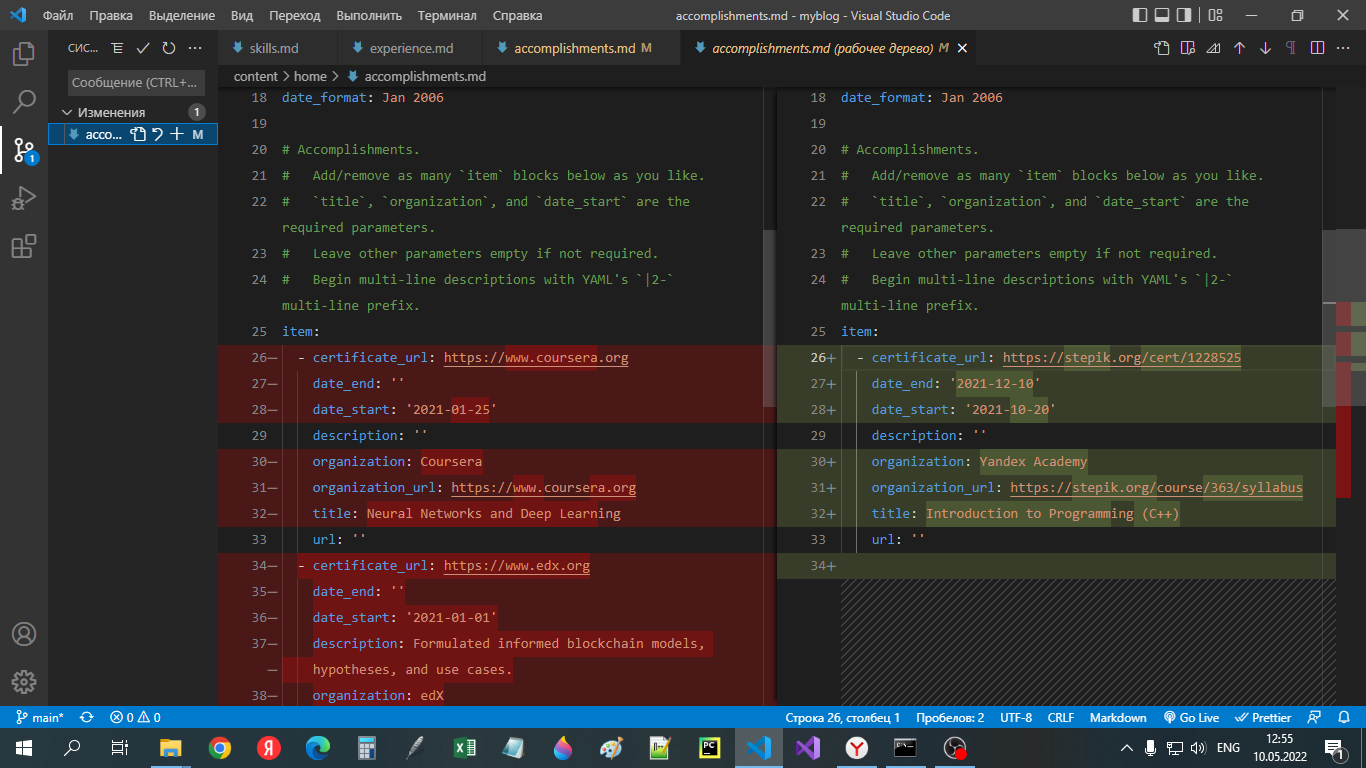 Файл Правка Выделение Вид Переход Выполнить Терминал Справка accomplishments.md - myblog - Visual Studio Code
СИС...
skills.md experience.md accomplishments.md M accomplishments.md (рабочее дерево) M
Сообщение (CTRL+...
Изменения 1
acco... M
1
content > home > accomplishments.md
18 date_format: Jan 2006
19
20 # Accomplishments.
21 #   Add/remove as many `item` blocks below as you like.
22 #   `title`, `organization`, and `date_start` are the
required parameters.
23 #   Leave other parameters empty if not required.
24 #   Begin multi-line descriptions with YAML's `|2-`
multi-line prefix.
25 item:
26— - certificate_url: https://www.coursera.org
27— date_end: ''
28— date_start: '2021-01-25'
29 description: ''
30— organization: Coursera
31— organization_url: https://www.coursera.org
32— title: Neural Networks and Deep Learning
33 url: ''
34— - certificate_url: https://www.edx.org
35— date_end: ''
36— date_start: '2021-01-01'
37— description: Formulated informed blockchain models,
— hypotheses, and use cases.
38— organization: edX
18 date_format: Jan 2006
19
20 # Accomplishments.
21 #   Add/remove as many `item` blocks below as you like.
22 #   `title`, `organization`, and `date_start` are the
required parameters.
23 #   Leave other parameters empty if not required.
24 #   Begin multi-line descriptions with YAML's `|2-`
multi-line prefix.
25 item:
26+ - certificate_url: https://stepik.org/cert/1228525
27+ date_end: '2021-12-10'
28+ date_start: '2021-10-20'
29 description: ''
30+ organization: Yandex Academy
31+ organization_url: https://stepik.org/course/363/syllabus
32+ title: Introduction to Programming (C++)
33 url: ''
34+
main* 0 0 Строка 26, столбец 1 Пробелов: 2 UTF-8 CRLF Markdown Go Live Prettier
ENG 12:55
10.05.2022
1